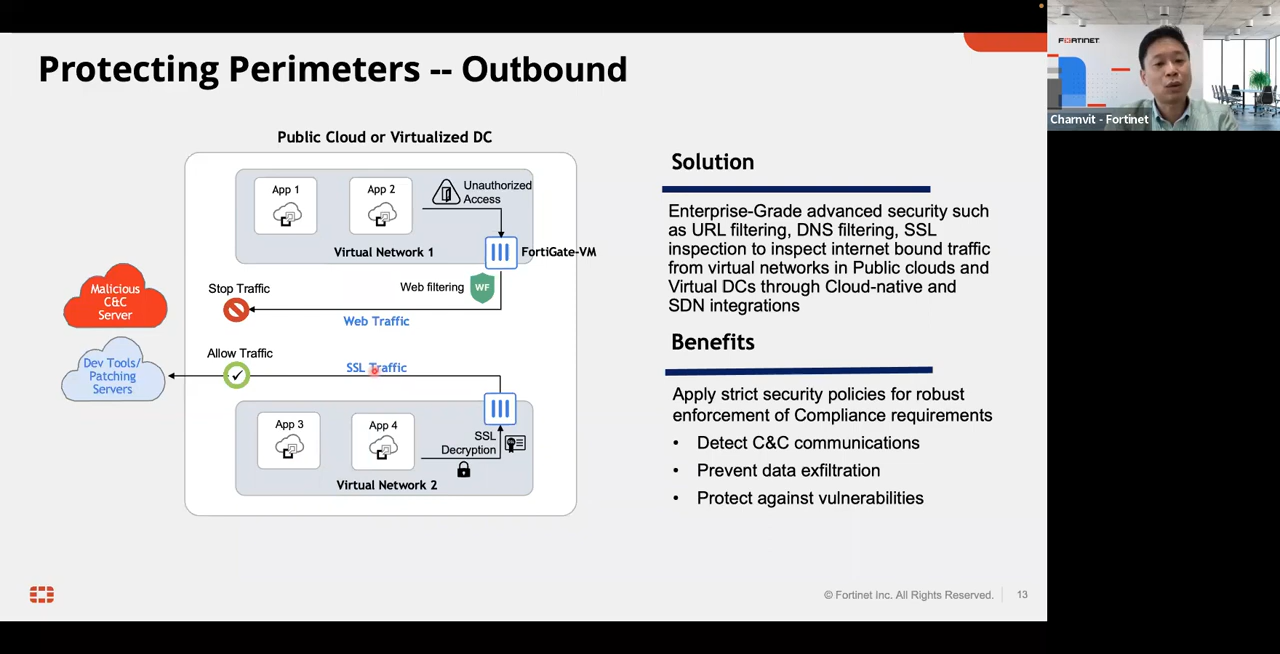 Protecting Perimeters -- Outbound
Public Cloud or Virtualized DC
App 1
App 2
Unauthorized
Access
Virtual Network 1
FortiGate-VM
Web filtering
WF
Stop Traffic
Web Traffic
Malicious
C&C
Server
Allow Traffic
SSL Traffic
Dev Tools/
Patching
Servers
App 3
App 4
SSL
Decryption
Virtual Network 2
Solution
Enterprise-Grade advanced security such
as URL filtering, DNS filtering, SSL
inspection to inspect internet bound traffic
from virtual networks in Public clouds and
Virtual DCs through Cloud-native and
SDN integrations
Benefits
Apply strict security policies for robust
enforcement of Compliance requirements
• Detect C&C communications
• Prevent data exfiltration
• Protect against vulnerabilities
© Fortinet Inc. All Rights Reserved.
13
FORTINET
Charnvit - Fortinet